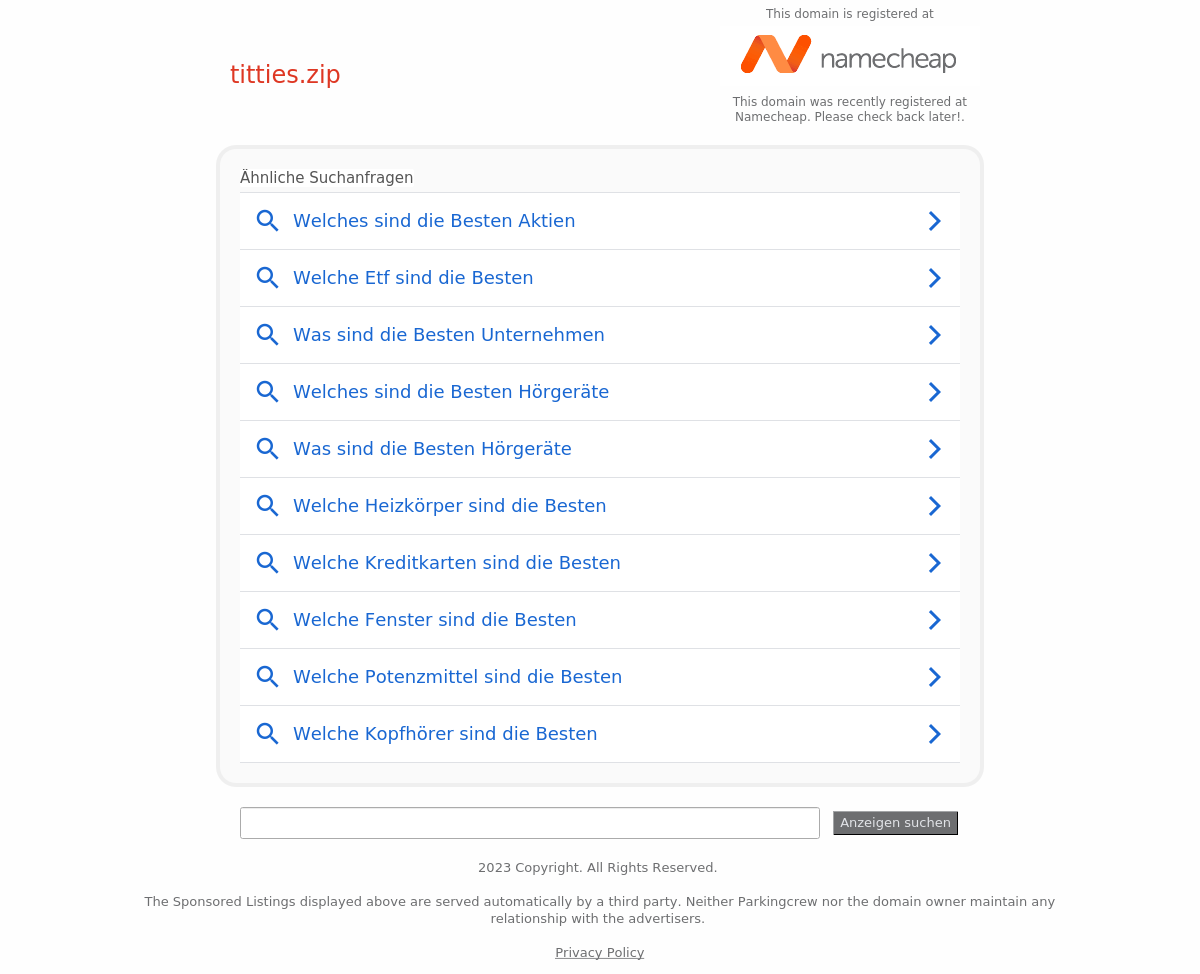 This domain is registered at
namecheap
titties.zip
This domain was recently registered at
Namecheap. Please check back later!.
Ähnliche Suchanfragen
Welches sind die Besten Aktien
Welche Etf sind die Besten
Was sind die Besten Unternehmen
Welches sind die Besten Hörgeräte
Was sind die Besten Hörgeräte
Welche Heizkörper sind die Besten
Welche Kreditkarten sind die Besten
Welche Fenster sind die Besten
Welche Potenzmittel sind die Besten
Welche Kopfhörer sind die Besten
Anzeigen suchen
2023 Copyright. All Rights Reserved.
The Sponsored Listings displayed above are served automatically by a third party. Neither Parkingcrew nor the domain owner maintain any
relationship with the advertisers.
Privacy Policy